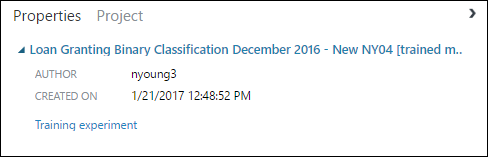 Properties Project
Loan Granting Binary Classification December 2016 - New NY04 [trained m..
AUTHOR nyoung3
CREATED ON 1/21/2017 12:48:52 PM
Training experiment